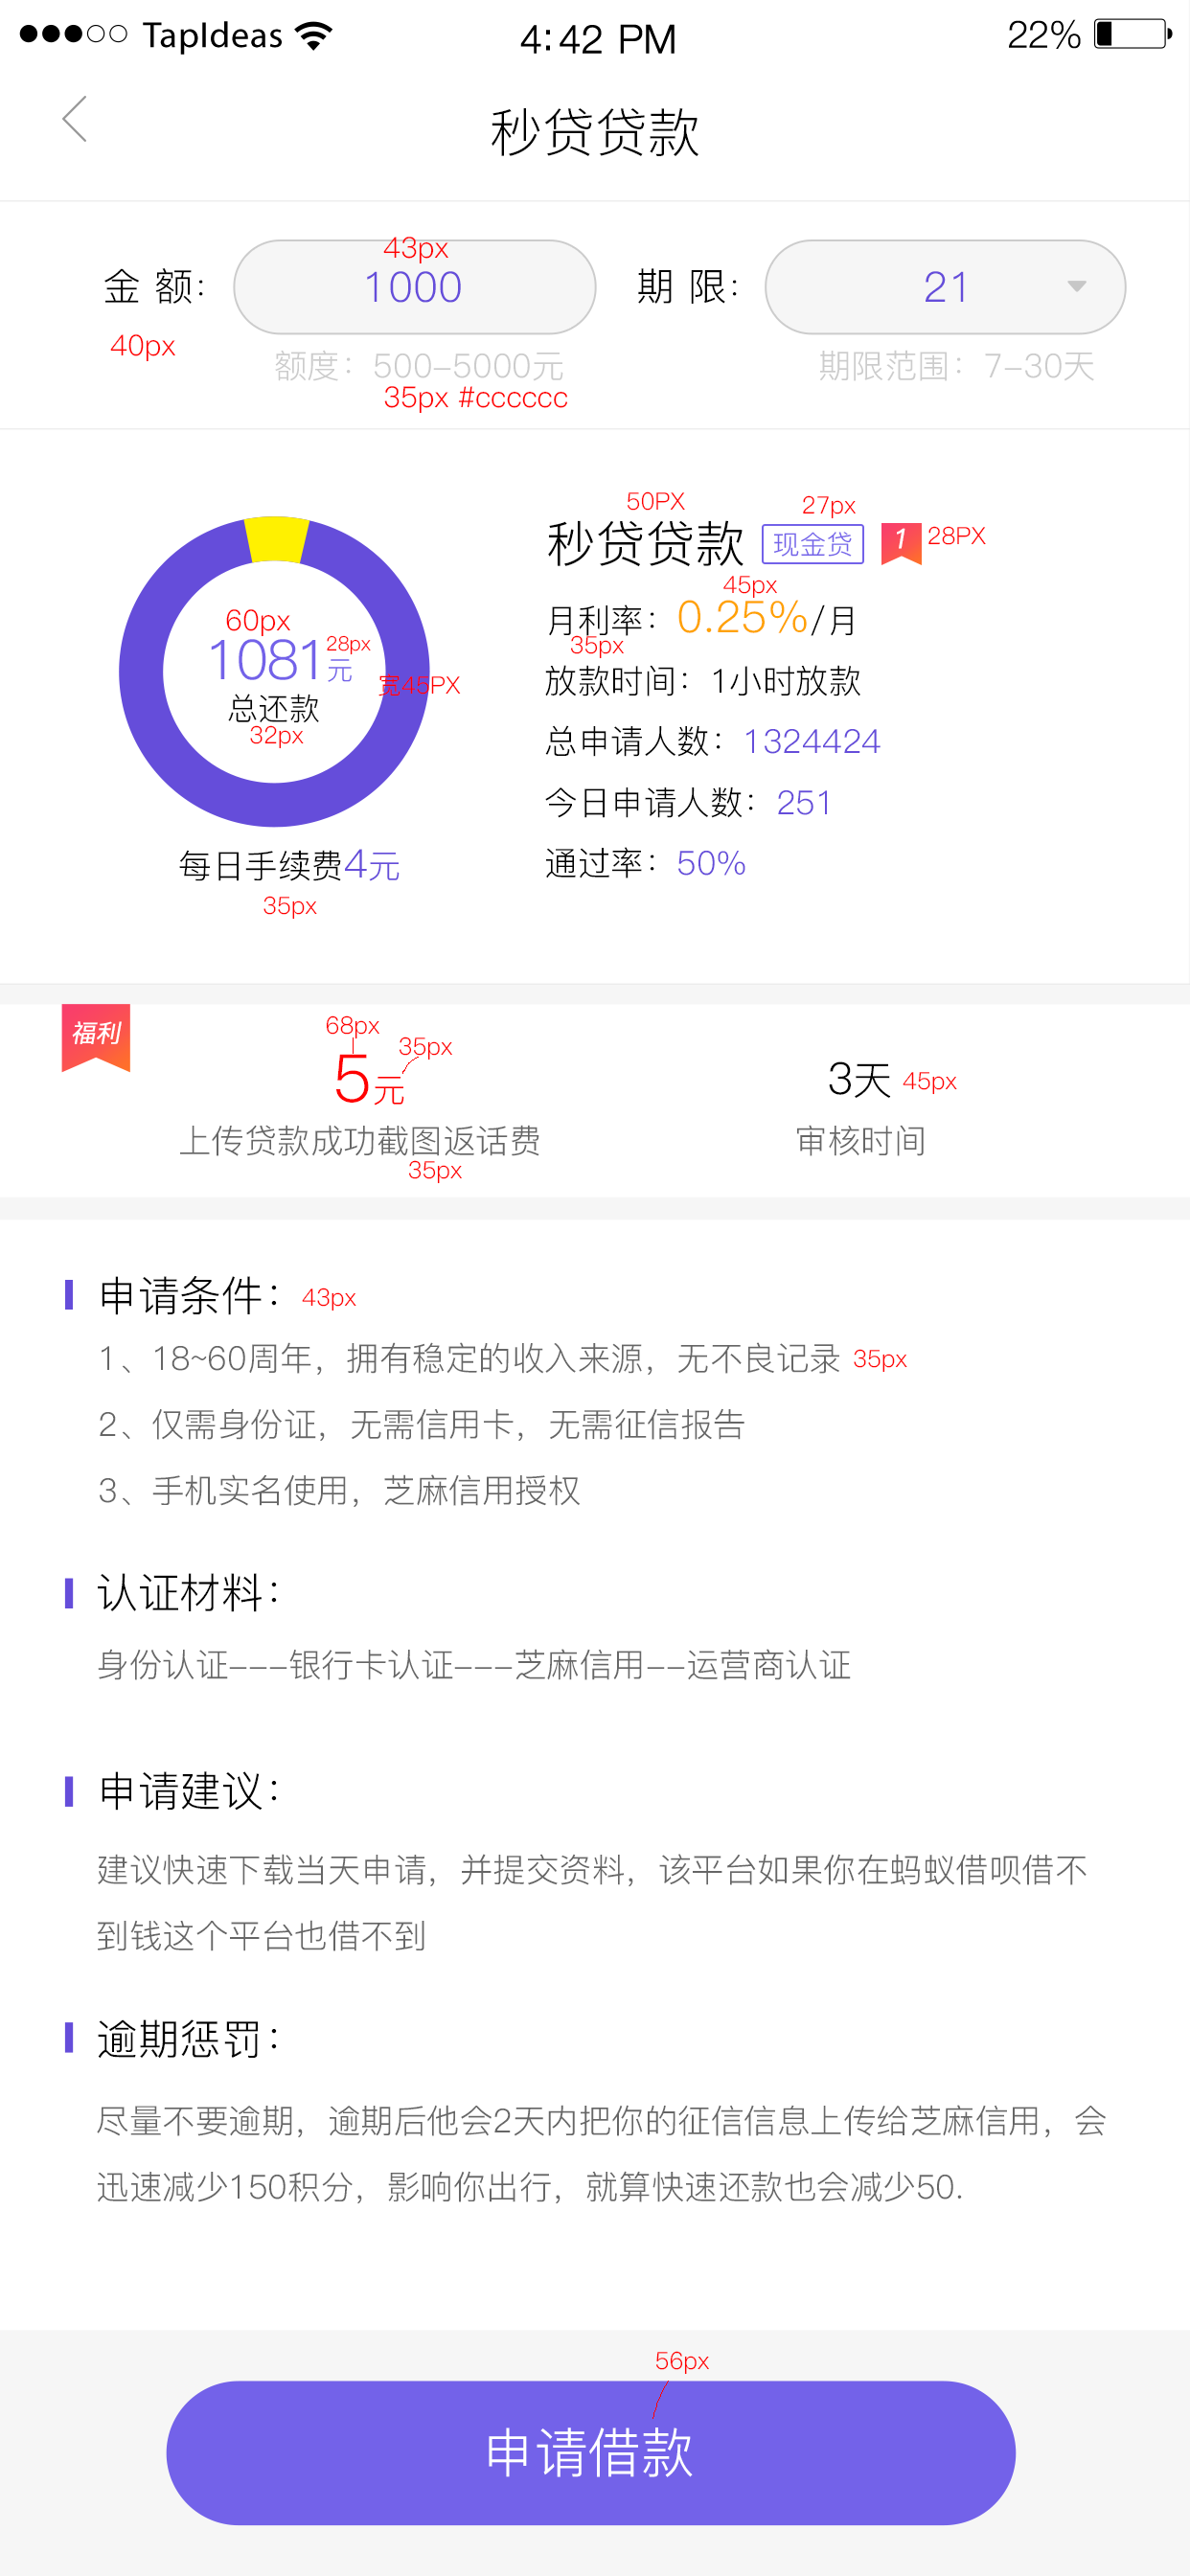 TapIdeas 4:42 PM 22%
秒贷贷款
43px
金 额: 1000 期 限: 21
40px
额度：500-5000元 期限范围：7-30天
35px #cccccc
50PX 27px
秒贷贷款 现金贷 1 28PX
45px
月利率：0.25%/月
35px
放款时间：1小时放款
总申请人数：1324424
今日申请人数：251
通过率：50%
60px
1081元 28px
宽45PX
总还款
32px
每日手续费4元
35px
福利
68px
35px
5元 3天 45px
上传贷款成功截图返话费 审核时间
35px
申请条件： 43px
1、18~60周年，拥有稳定的收入来源，无不良记录 35px
2、仅需身份证，无需信用卡，无需征信报告
3、手机实名使用，芝麻信用授权
认证材料：
身份认证---银行卡认证---芝麻信用--运营商认证
申请建议：
建议快速下载当天申请，并提交资料，该平台如果你在蚂蚁借呗借不
到钱这个平台也借不到
逾期惩罚：
尽量不要逾期，逾期后他会2天内把你的征信信息上传给芝麻信用，会
迅速减少150积分，影响你出行，就算快速还款也会减少50.
56px
申请借款